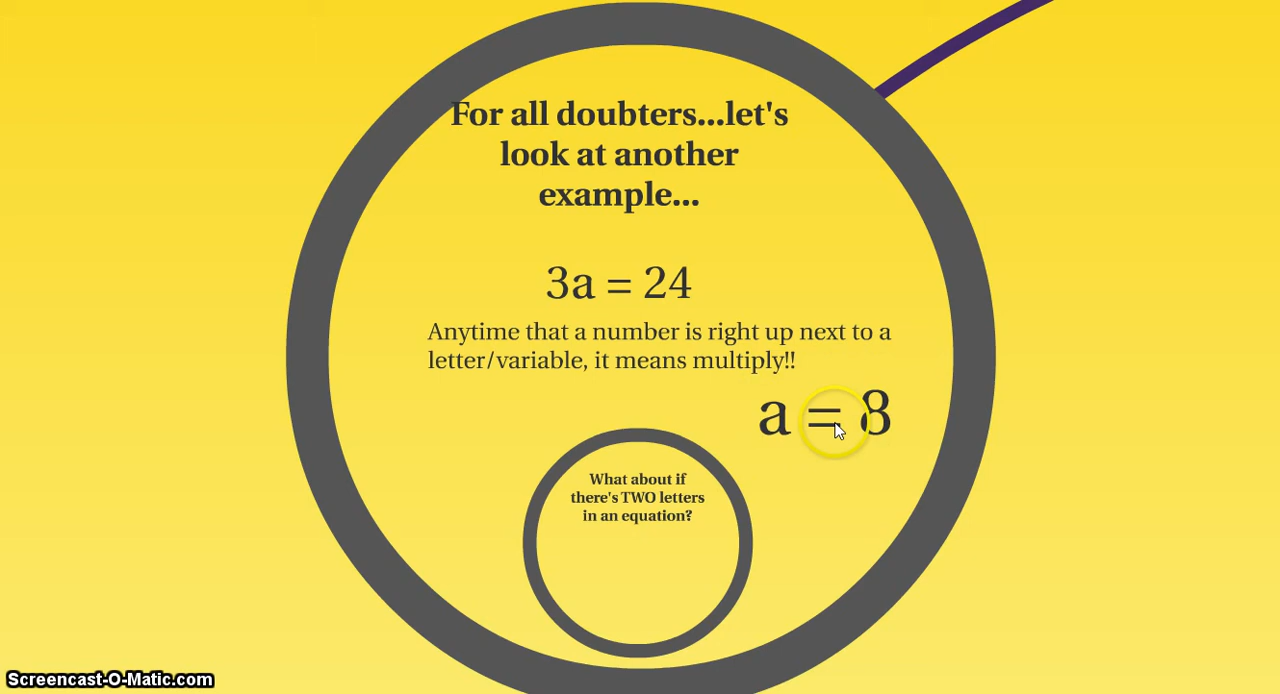 For all doubters...let's
look at another
example...
3a = 24
Anytime that a number is right up next to a
letter/variable, it means multiply!!
a = 8
What about if
there's TWO letters
in an equation?
Screencast-O-Matic.com